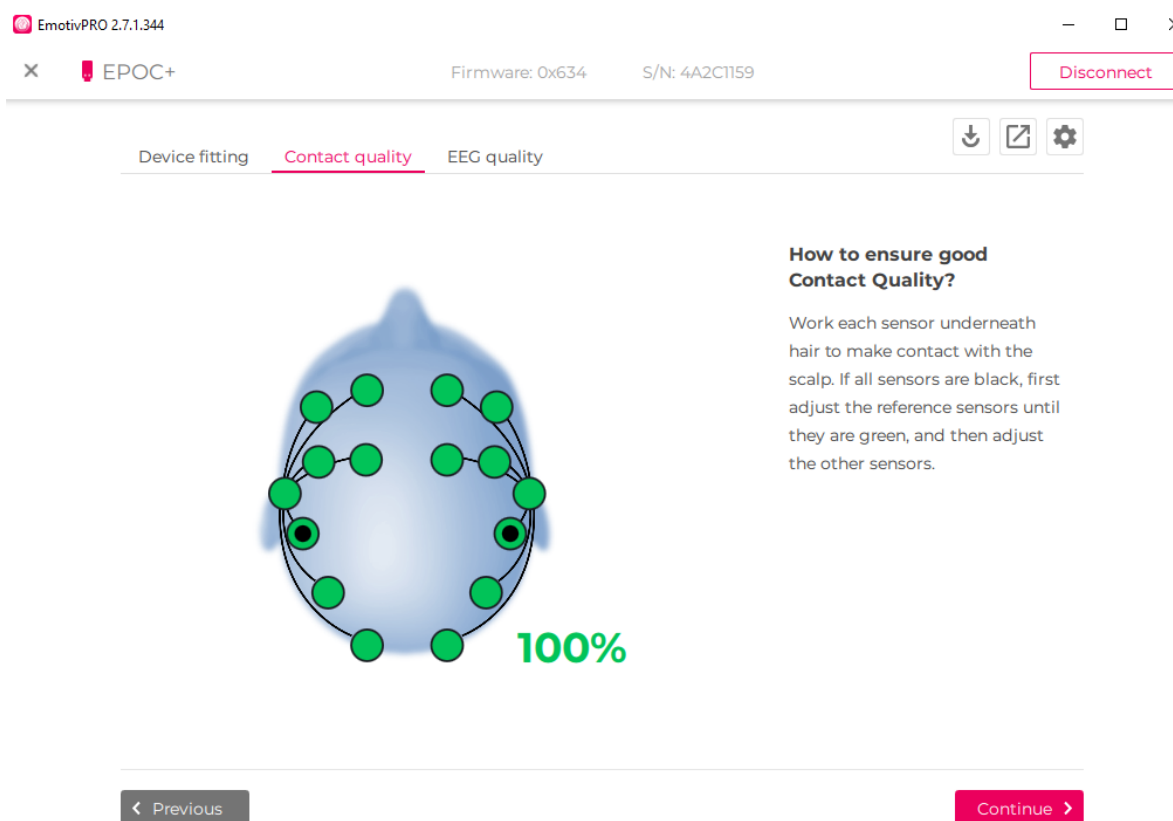 EmotivPRO 2.7.1.344
EPOC+ Firmware: 0x634 S/N: 4A2C1159 Disconnect
Device fitting Contact quality EEG quality
How to ensure good
Contact Quality?
Work each sensor underneath
hair to make contact with the
scalp. If all sensors are black, first
adjust the reference sensors until
they are green, and then adjust
the other sensors.
100%
Previous Continue